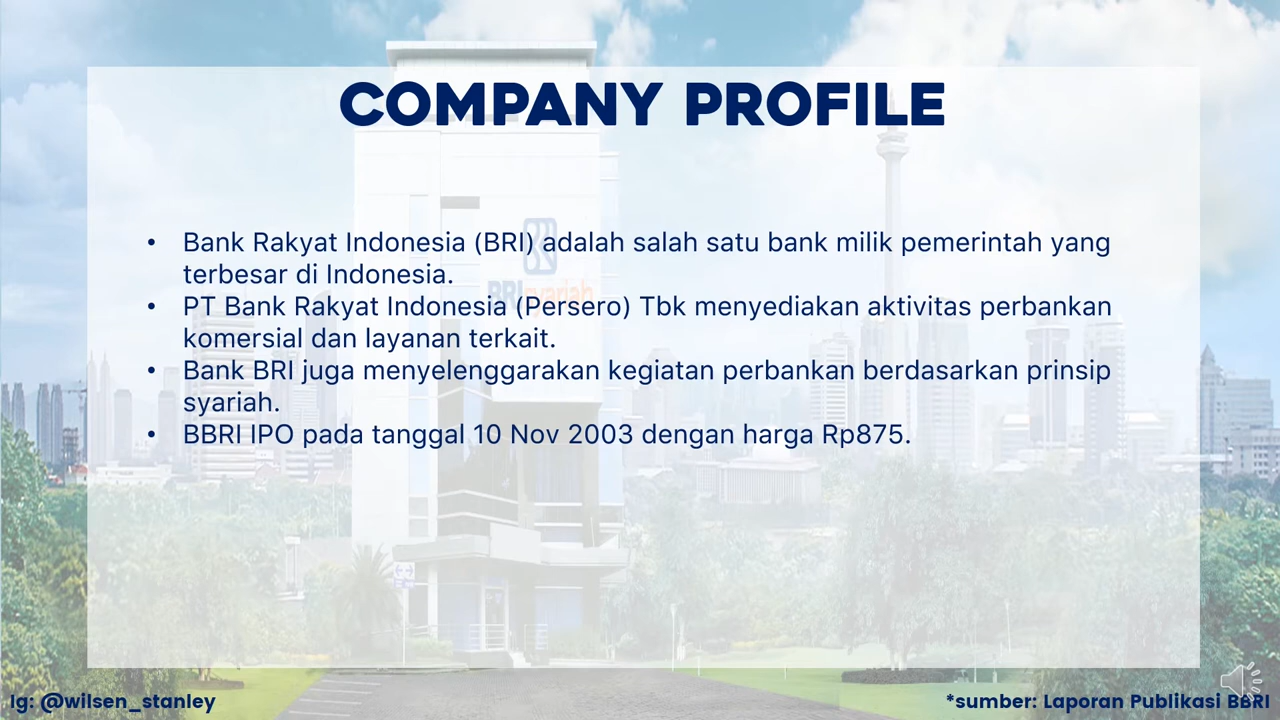 COMPANY PROFILE
• Bank Rakyat Indonesia (BRI) adalah salah satu bank milik pemerintah yang
terbesar di Indonesia.
• PT Bank Rakyat Indonesia (Persero) Tbk menyediakan aktivitas perbankan
komersial dan layanan terkait.
• Bank BRI juga menyelenggarakan kegiatan perbankan berdasarkan prinsip
syariah.
• BBRI IPO pada tanggal 10 Nov 2003 dengan harga Rp875.
BRIsyariah
Ig: @wilsen_stanley
*sumber: Laporan Publikasi BBRI